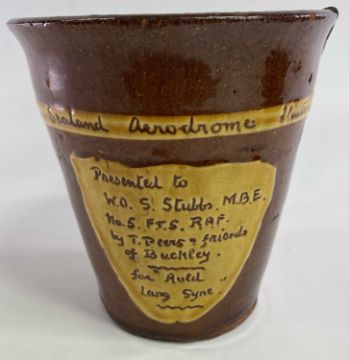 Sealand Aerodrome
Presented to
W.O. S. Stubbs. M.B.E.
No. 5. F.T.S. RAF.
by T. Peers & friends
of Buckley.
for "Auld
Lang Syne.